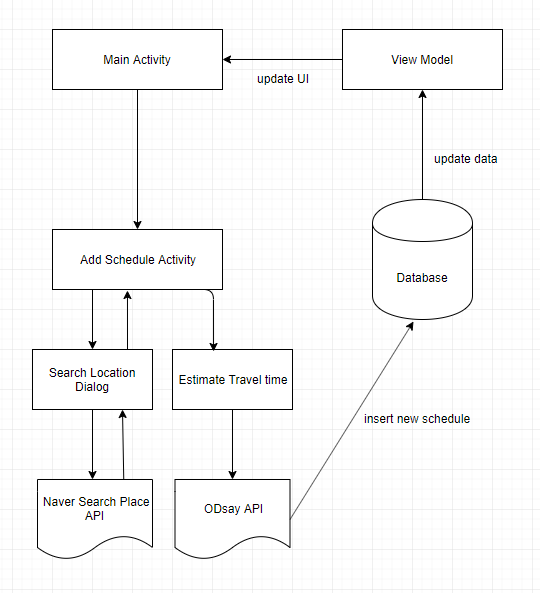 Main Activity
View Model
update UI
update data
Add Schedule Activity
Database
Search Location
Dialog
Estimate Travel time
insert new schedule
Naver Search Place
API
ODsay API